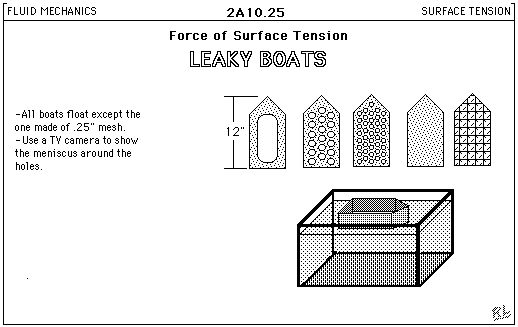 FLUID MECHANICS
2A10.25
SURFACE TENSION
Force of Surface Tension
LEAKY BOATS
-All boats float except the
one made of .25" mesh.
-Use a TV camera to show
the meniscus around the
holes.
12"